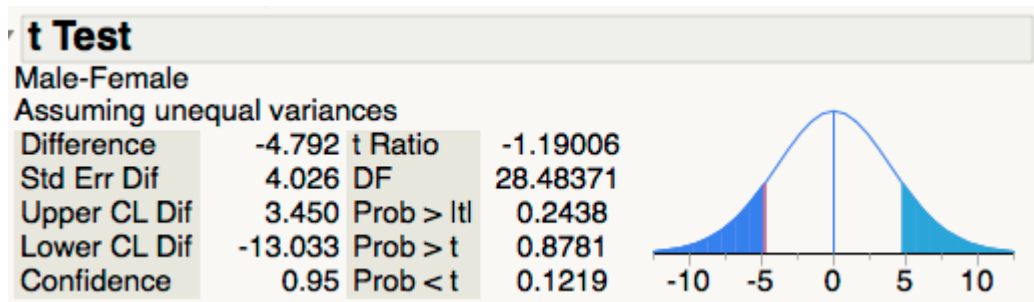 t Test
Male-Female
Assuming unequal variances
Difference -4.792 t Ratio -1.19006
Std Err Dif 4.026 DF 28.48371
Upper CL Dif 3.450 Prob > |t| 0.2438
Lower CL Dif -13.033 Prob > t 0.8781
Confidence 0.95 Prob < t 0.1219
-10 -5 0 5 10